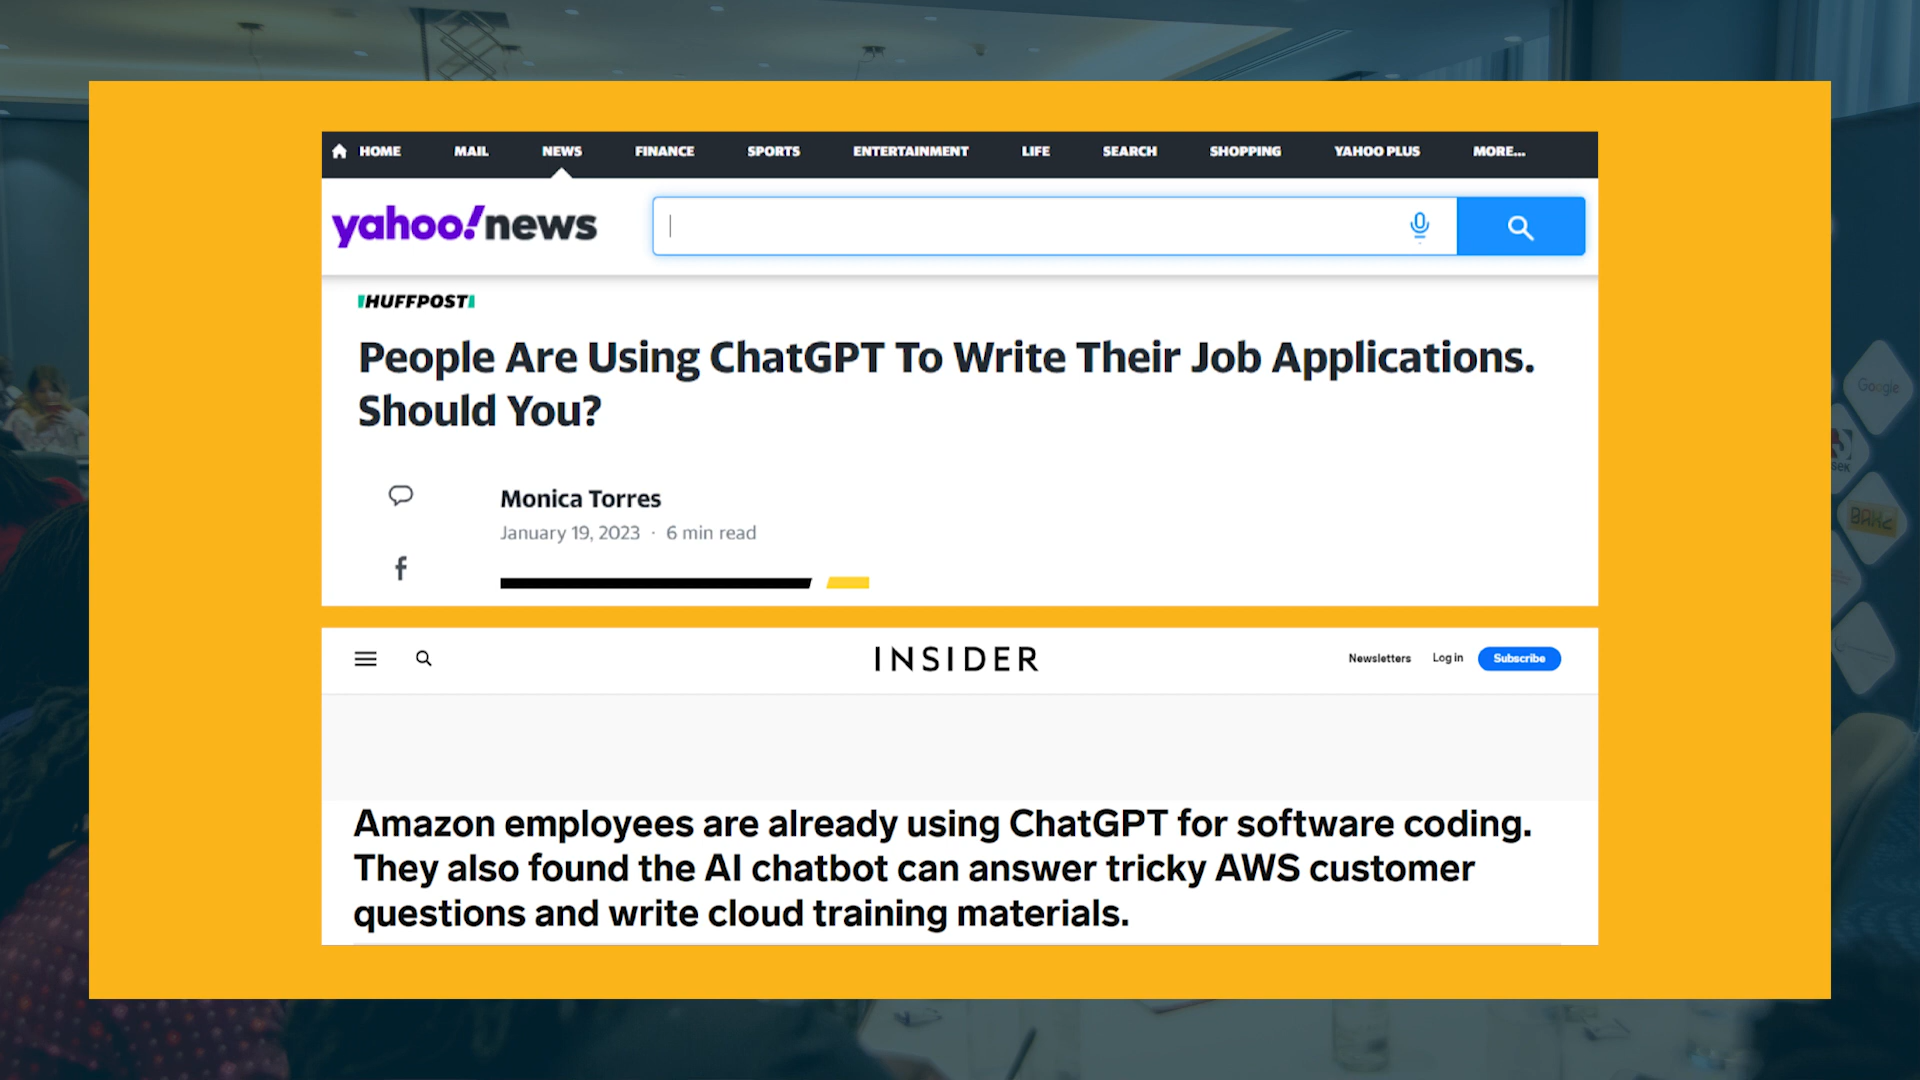 HOME MAIL NEWS FINANCE SPORTS ENTERTAINMENT LIFE SEARCH SHOPPING YAHOO PLUS MORE...
yahoo!news
HUFFPOST
People Are Using ChatGPT To Write Their Job Applications.
Should You?
Monica Torres
January 19, 2023 · 6 min read
INSIDER Newsletters Log in Subscribe
Amazon employees are already using ChatGPT for software coding.
They also found the AI chatbot can answer tricky AWS customer
questions and write cloud training materials.
Google